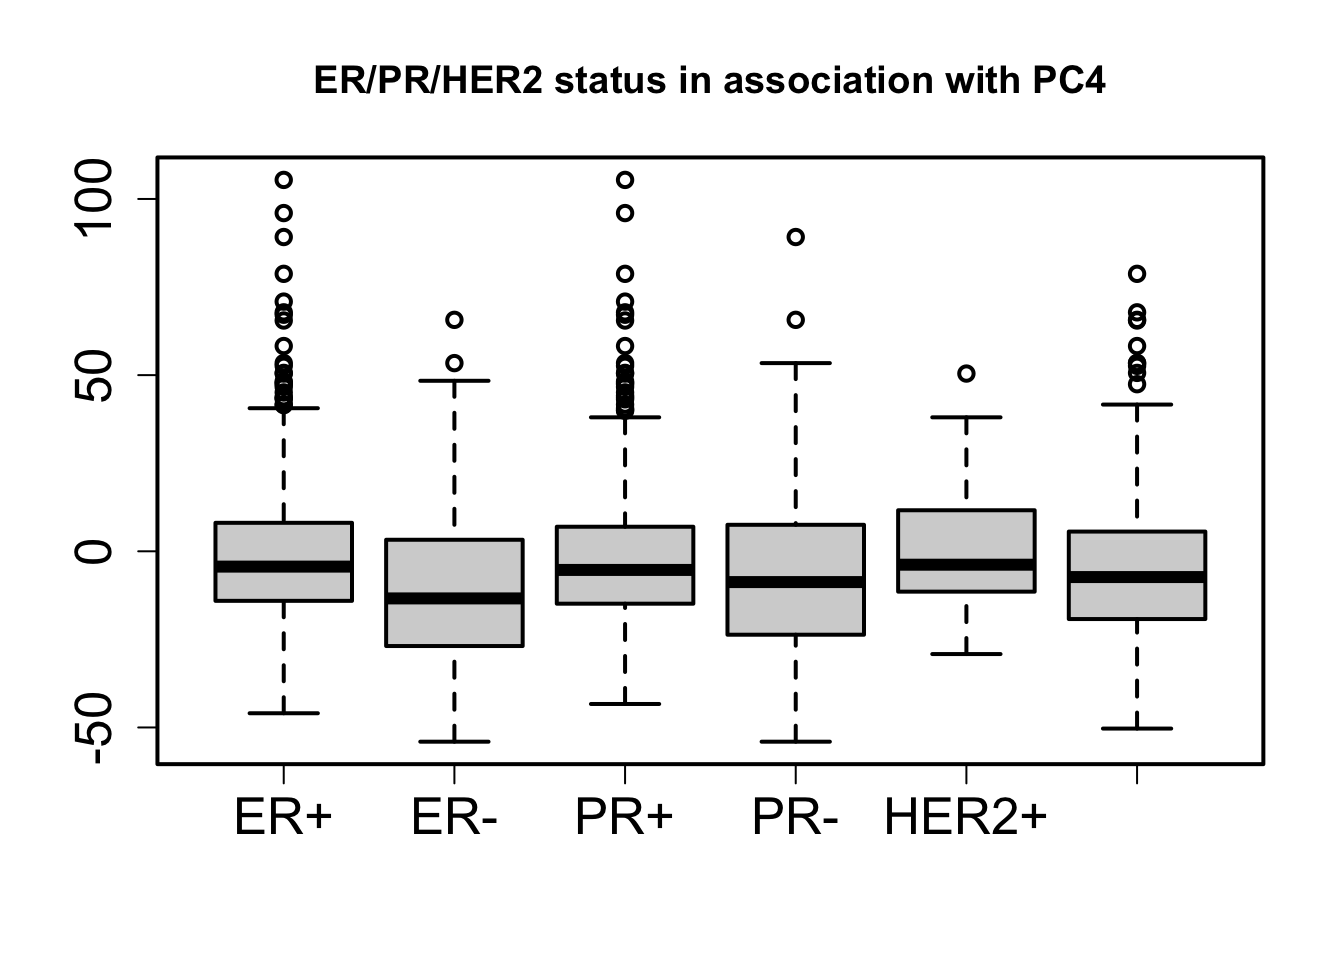 ER/PR/HER2 status in association with PC4
100
50
0
-50
ER+ ER- PR+ PR- HER2+